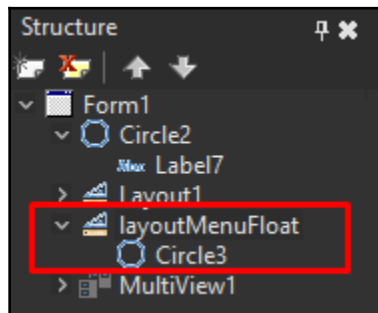 Structure
Form1
Circle2
Label7
Layout1
layoutMenuFloat
Circle3
MultiView1